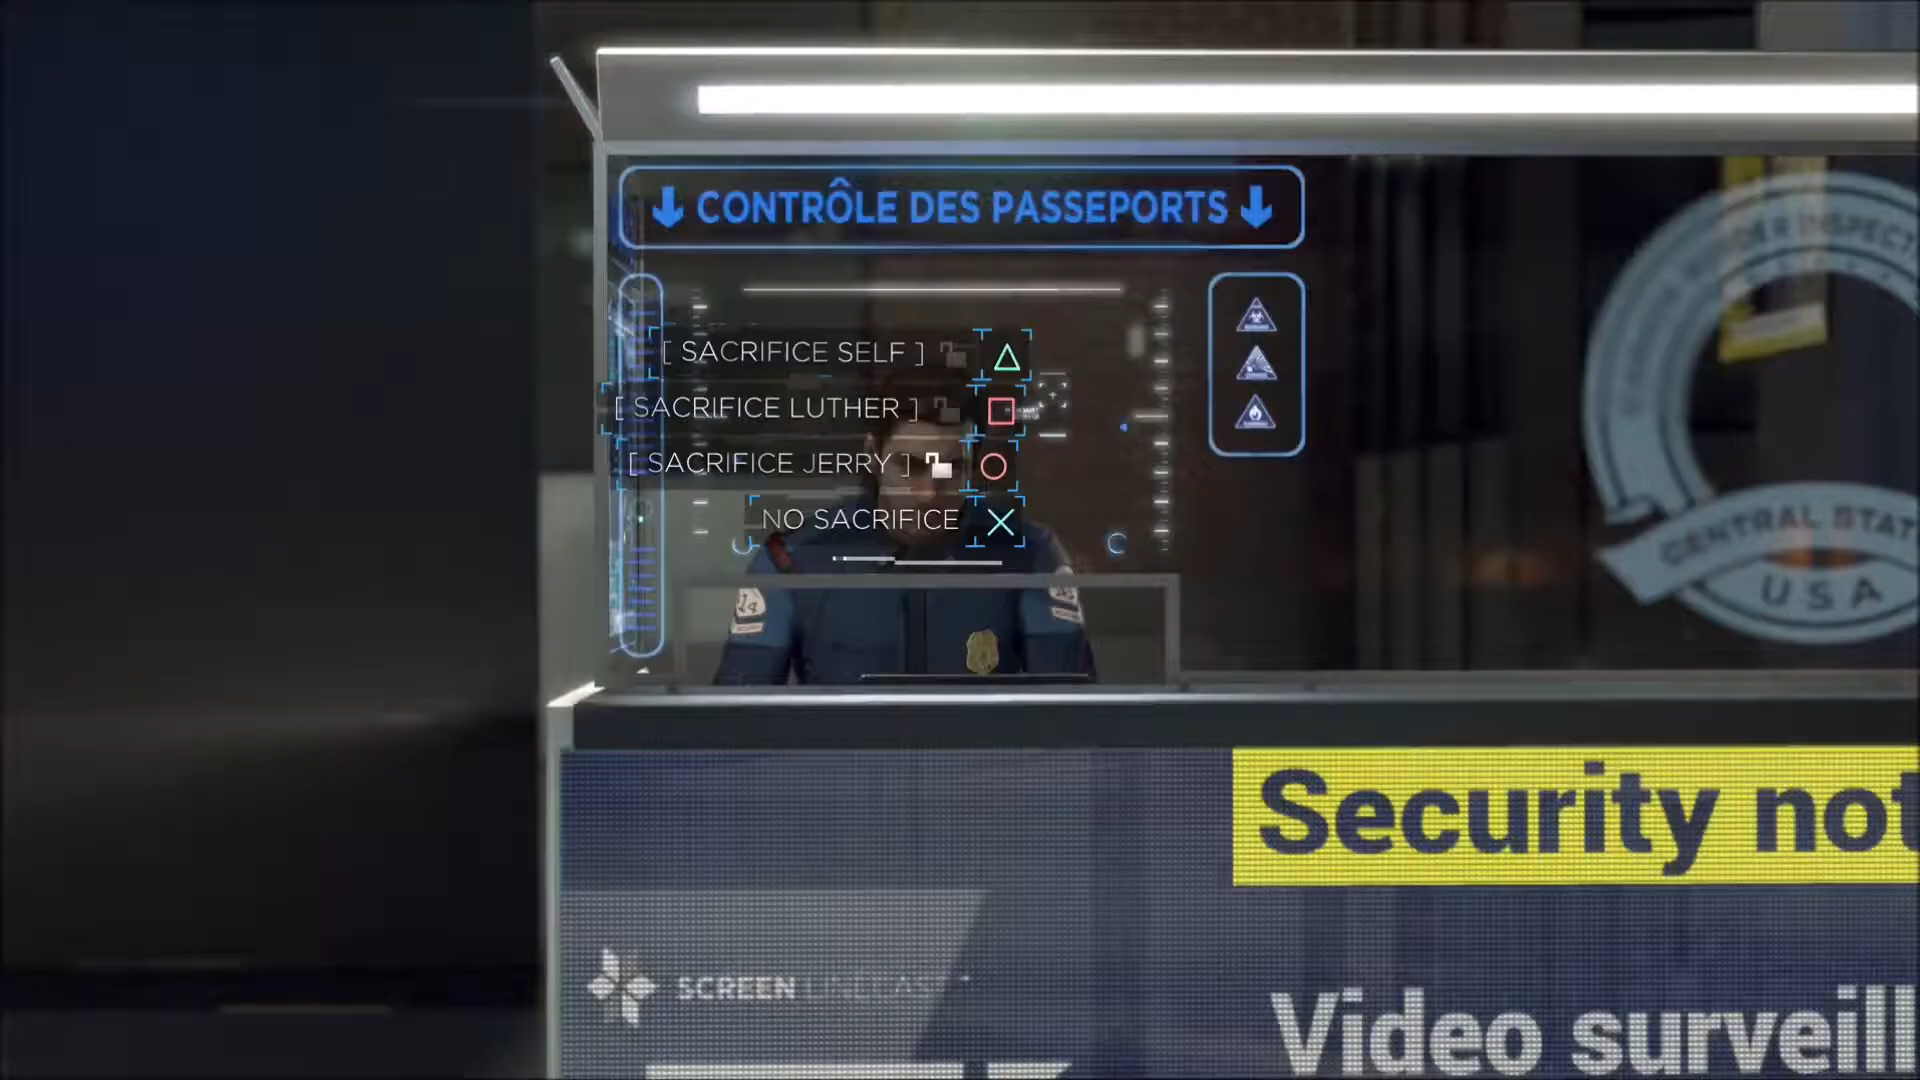 CONTRÔLE DES PASSEPORTS
[ SACRIFICE SELF ]
[ SACRIFICE LUTHER ]
[ SACRIFICE JERRY ]
NO SACRIFICE
CENTRAL STAT
USA
Security not
SCREEN LINECAST
Video surveill